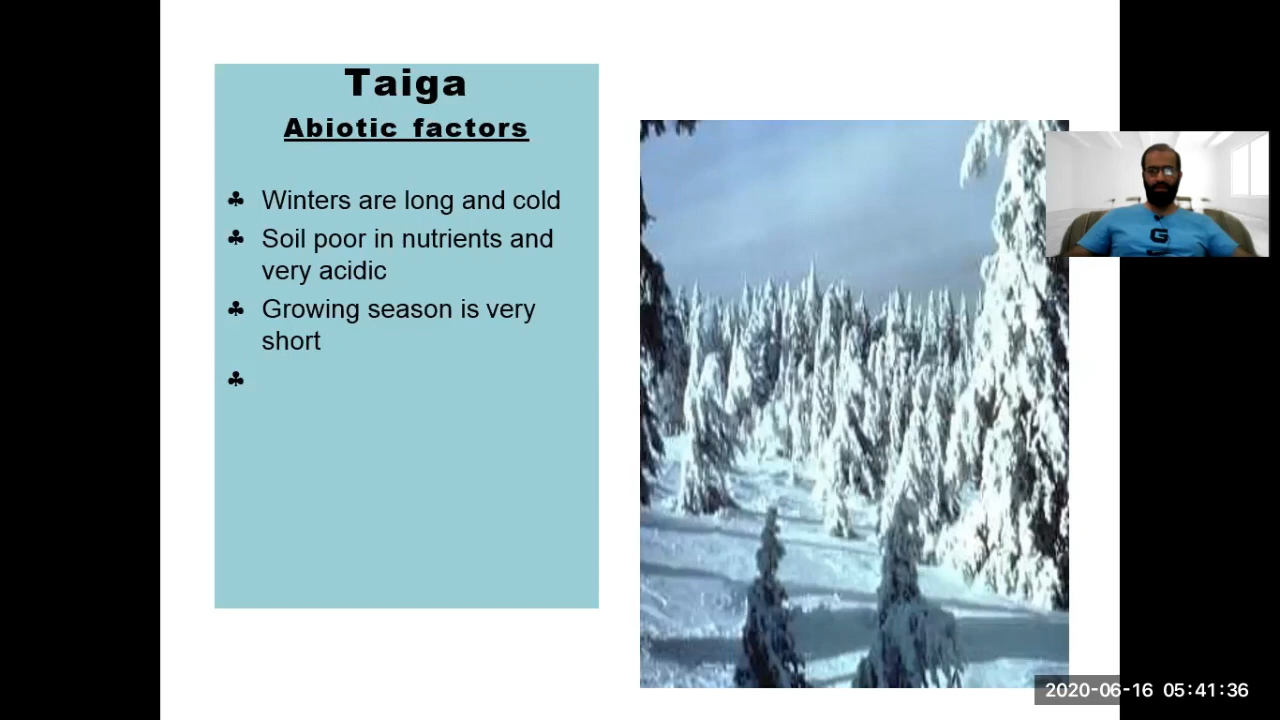 Taiga
Abiotic factors
♣ Winters are long and cold
♣ Soil poor in nutrients and
very acidic
♣ Growing season is very
short
♣
G
2020-06-16 05:41:36